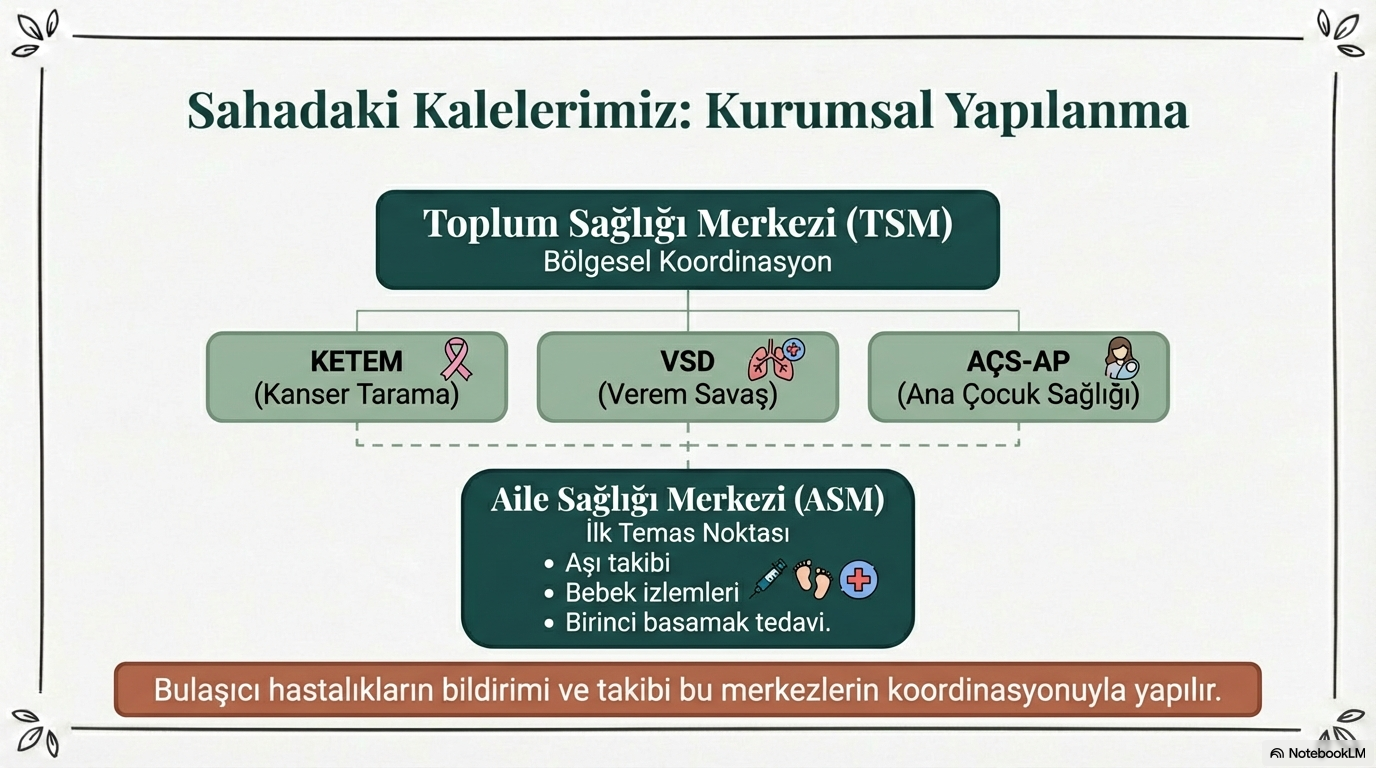 Sahadaki Kalelerimiz: Kurumsal Yapılanma
Toplum Sağlığı Merkezi (TSM)
Bölgesel Koordinasyon
KETEM
(Kanser Tarama)
VSD
(Verem Savaş)
AÇS-AP
(Ana Çocuk Sağlığı)
Aile Sağlığı Merkezi (ASM)
İlk Temas Noktası
• Aşı takibi
• Bebek izlemleri
• Birinci basamak tedavi.
Bulaşıcı hastalıkların bildirimi ve takibi bu merkezlerin koordinasyonuyla yapılır.
NotebookLM